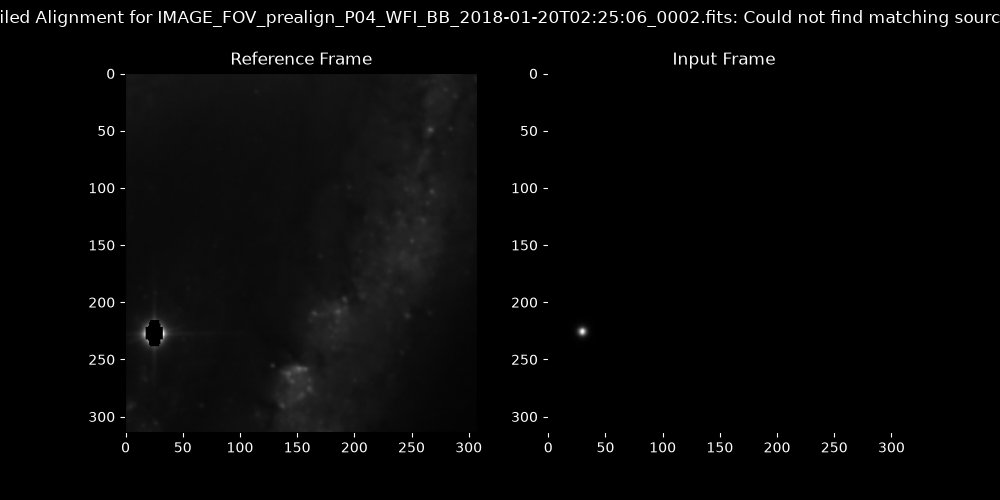 iled Alignment for IMAGE_FOV_prealign_P04_WFI_BB_2018-01-20T02:25:06_0002.fits: Could not find matching sourc
Reference Frame
0
50
100
150
200
250
300
0 50 100 150 200 250 300
Input Frame
0
50
100
150
200
250
300
0 50 100 150 200 250 300